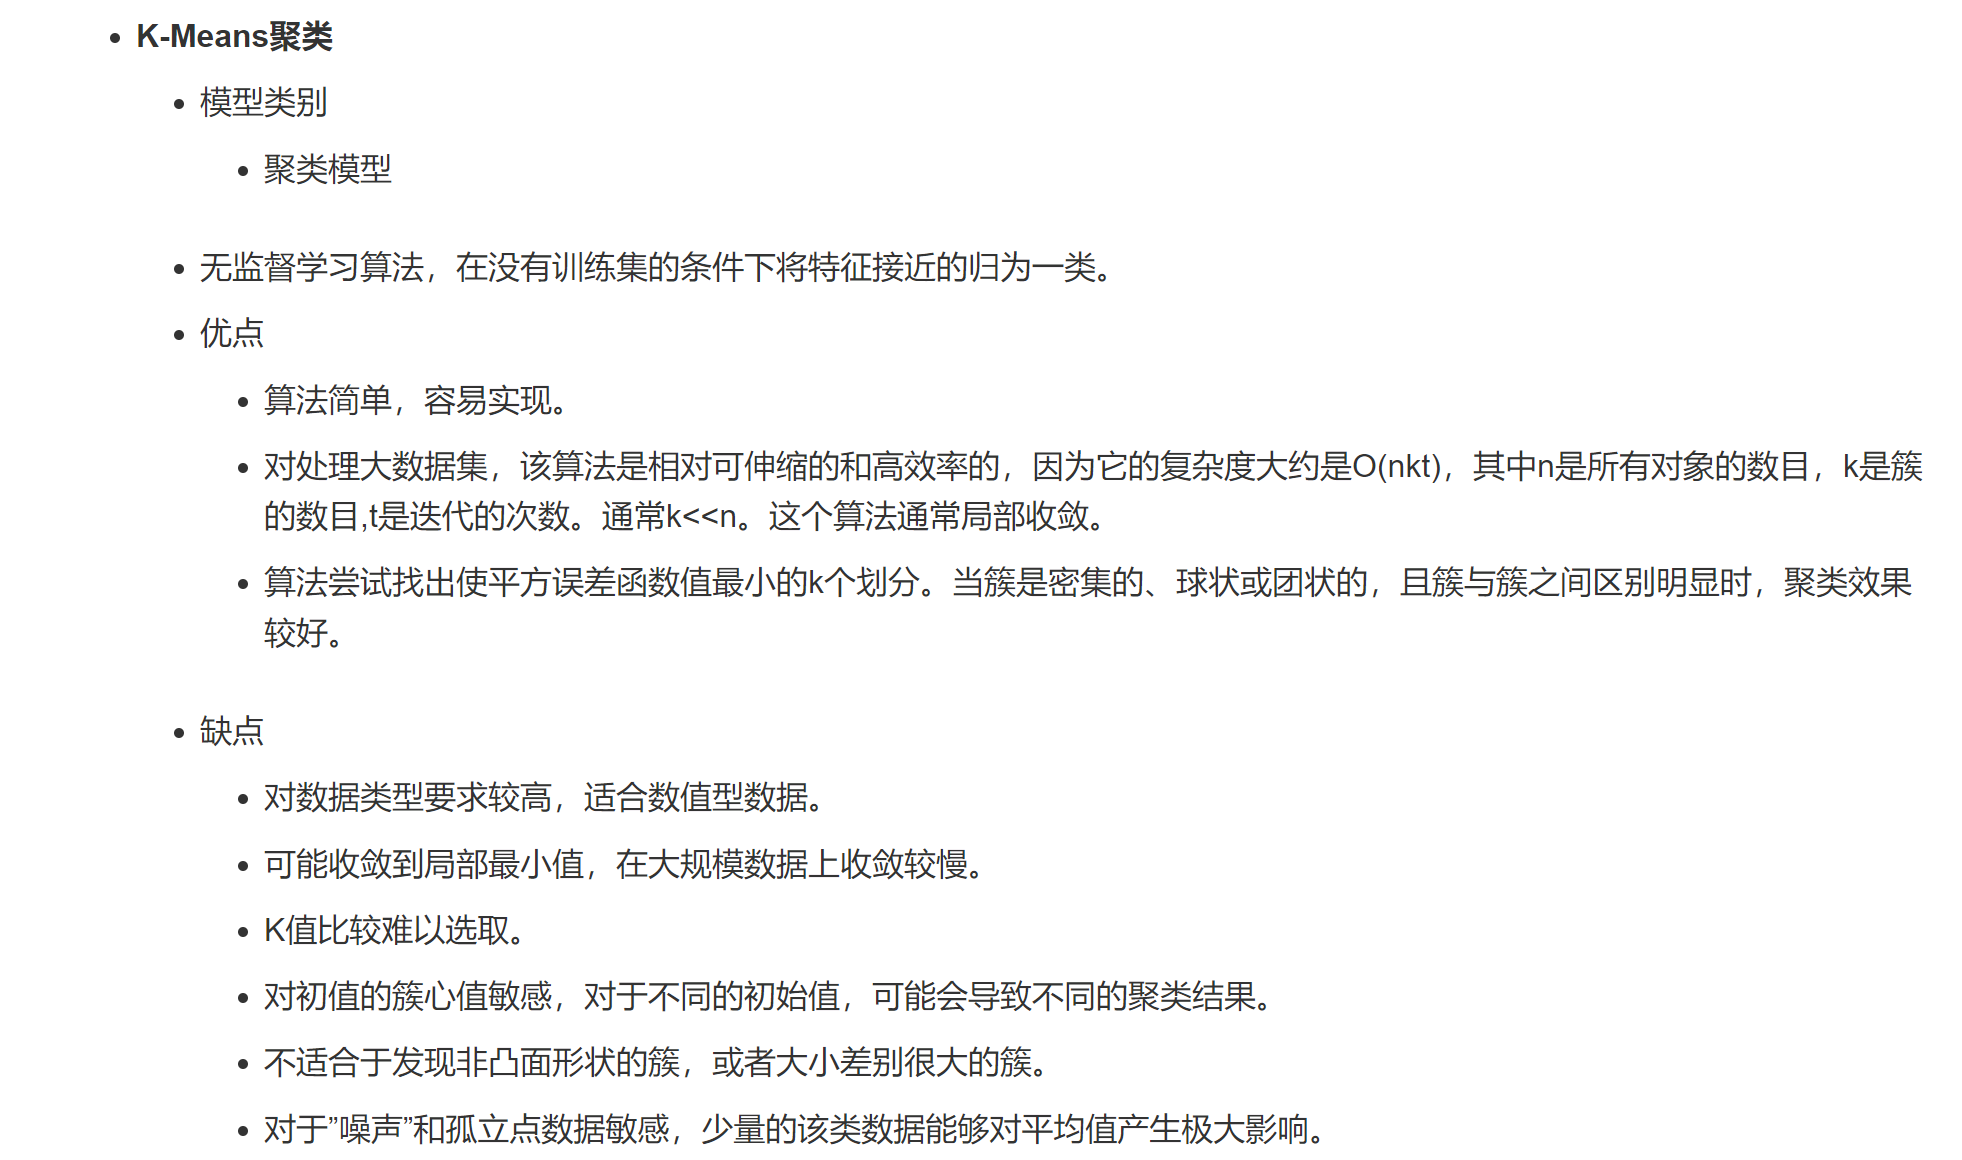 K-Means聚类
模型类别
聚类模型
无监督学习算法，在没有训练集的条件下将特征接近的归为一类。
优点
算法简单，容易实现。
对处理大数据集，该算法是相对可伸缩的和高效率的，因为它的复杂度大约是O(nkt)，其中n是所有对象的数目，k是簇
的数目,t是迭代的次数。通常k<<n。这个算法通常局部收敛。
算法尝试找出使平方误差函数值最小的k个划分。当簇是密集的、球状或团状的，且簇与簇之间区别明显时，聚类效果
较好。
缺点
对数据类型要求较高，适合数值型数据。
可能收敛到局部最小值，在大规模数据上收敛较慢。
K值比较难以选取。
对初值的簇心值敏感，对于不同的初始值，可能会导致不同的聚类结果。
不适合于发现非凸面形状的簇，或者大小差别很大的簇。
对于”噪声”和孤立点数据敏感，少量的该类数据能够对平均值产生极大影响。